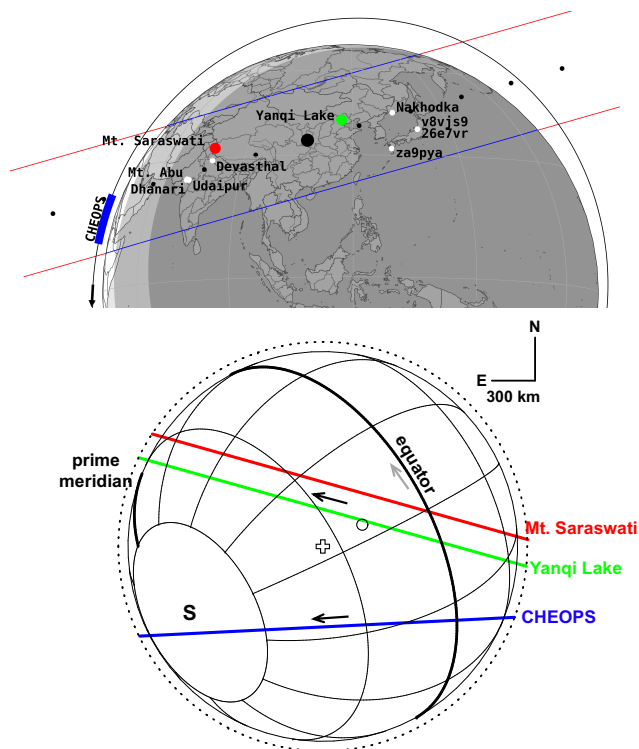 Nakhodka
Yanqi Lake
v8vjs9
26e7vr
Mt. Saraswati
za9pya
Devasthal
Mt. Abu
Dhanari
Udaipur
CHEOPS
N
E
300 km
equator
prime
meridian
Mt. Saraswati
Yanqi Lake
S
CHEOPS